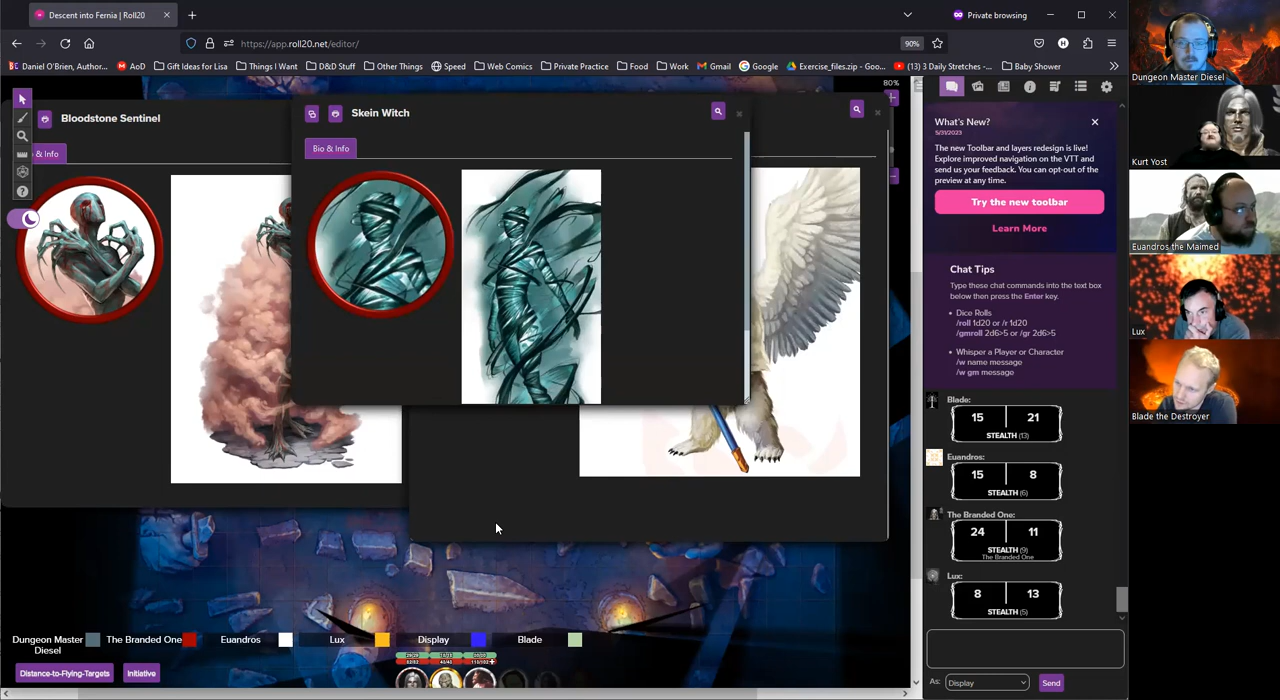 Descent into Fernia | Roll20
Private browsing
https://app.roll20.net/editor/
90%
Daniel O'Brien, Author...
AoD
Gift Ideas for Lisa
Things I Want
D&D Stuff
Other Things
Speed
Web Comics
Private Practice
Food
Work
Gmail
Google
Exercise_files.zip - Goo...
(13) 3 Daily Stretches -...
Baby Shower
80%
Bloodstone Sentinel
& Info
Skein Witch
Bio & Info
What's New?
5/31/2023
The new Toolbar and layers redesign is live!
Explore improved navigation on the VTT and
send us your feedback. You can opt-out of the
preview at any time.
Try the new toolbar
Learn More
Chat Tips
Type these chat commands into the text box
below then press the Enter key.
Dice Rolls
/roll 1d20 or /r 1d20
/gmroll 2d6>5 or /gr 2d6>5
Whisper a Player or Character
/w name message
/w gm message
Blade:
15 21
STEALTH (13)
Euandros:
15 8
STEALTH (6)
The Branded One:
24 11
STEALTH (9)
The Branded One
Lux:
8 13
STEALTH (5)
As:
Display
Send
Dungeon Master Diesel
Kurt Yost
Euandros the Maimed
Lux
Blade the Destroyer
Dungeon Master
Diesel
The Branded One
Euandros
Lux
Display
Blade
Distance-to-Flying-Targets
Initiative